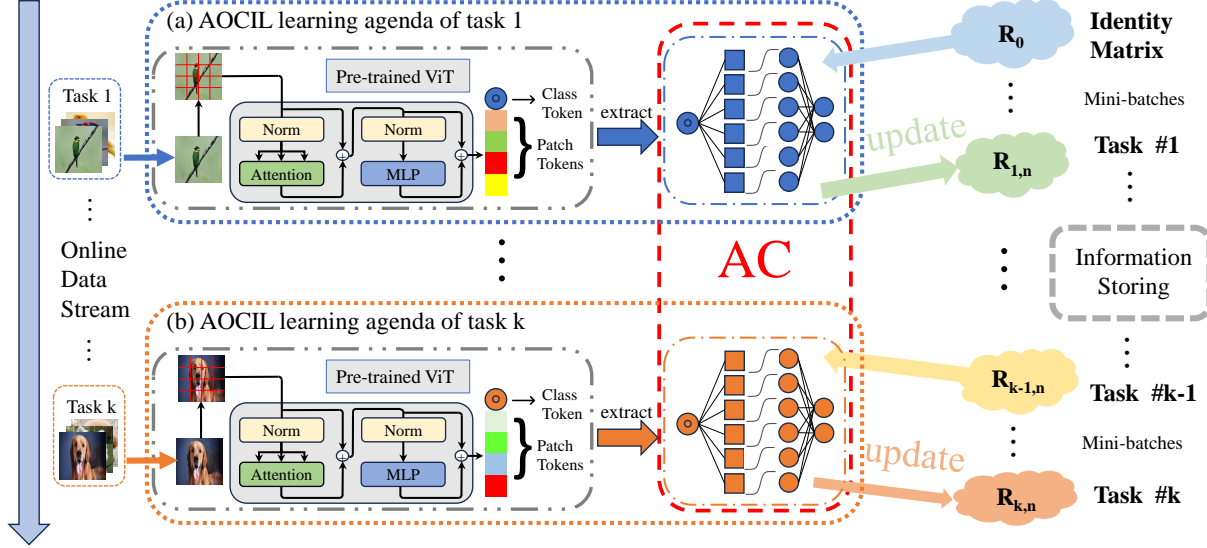 (a) AOCIL learning agenda of task 1
Task 1
Pre-trained ViT
Norm
Norm
Attention
MLP
+
+
Class
Token
Patch
Tokens
extract
update
R0
Identity
Matrix
Mini-batches
R1,n
Task #1
Online
Data
Stream
AC
Information
Storing
(b) AOCIL learning agenda of task k
Task k
Pre-trained ViT
Norm
Norm
Attention
MLP
+
+
Class
Token
Patch
Tokens
extract
update
Rk-1,n
Task #k-1
Mini-batches
Rk,n
Task #k